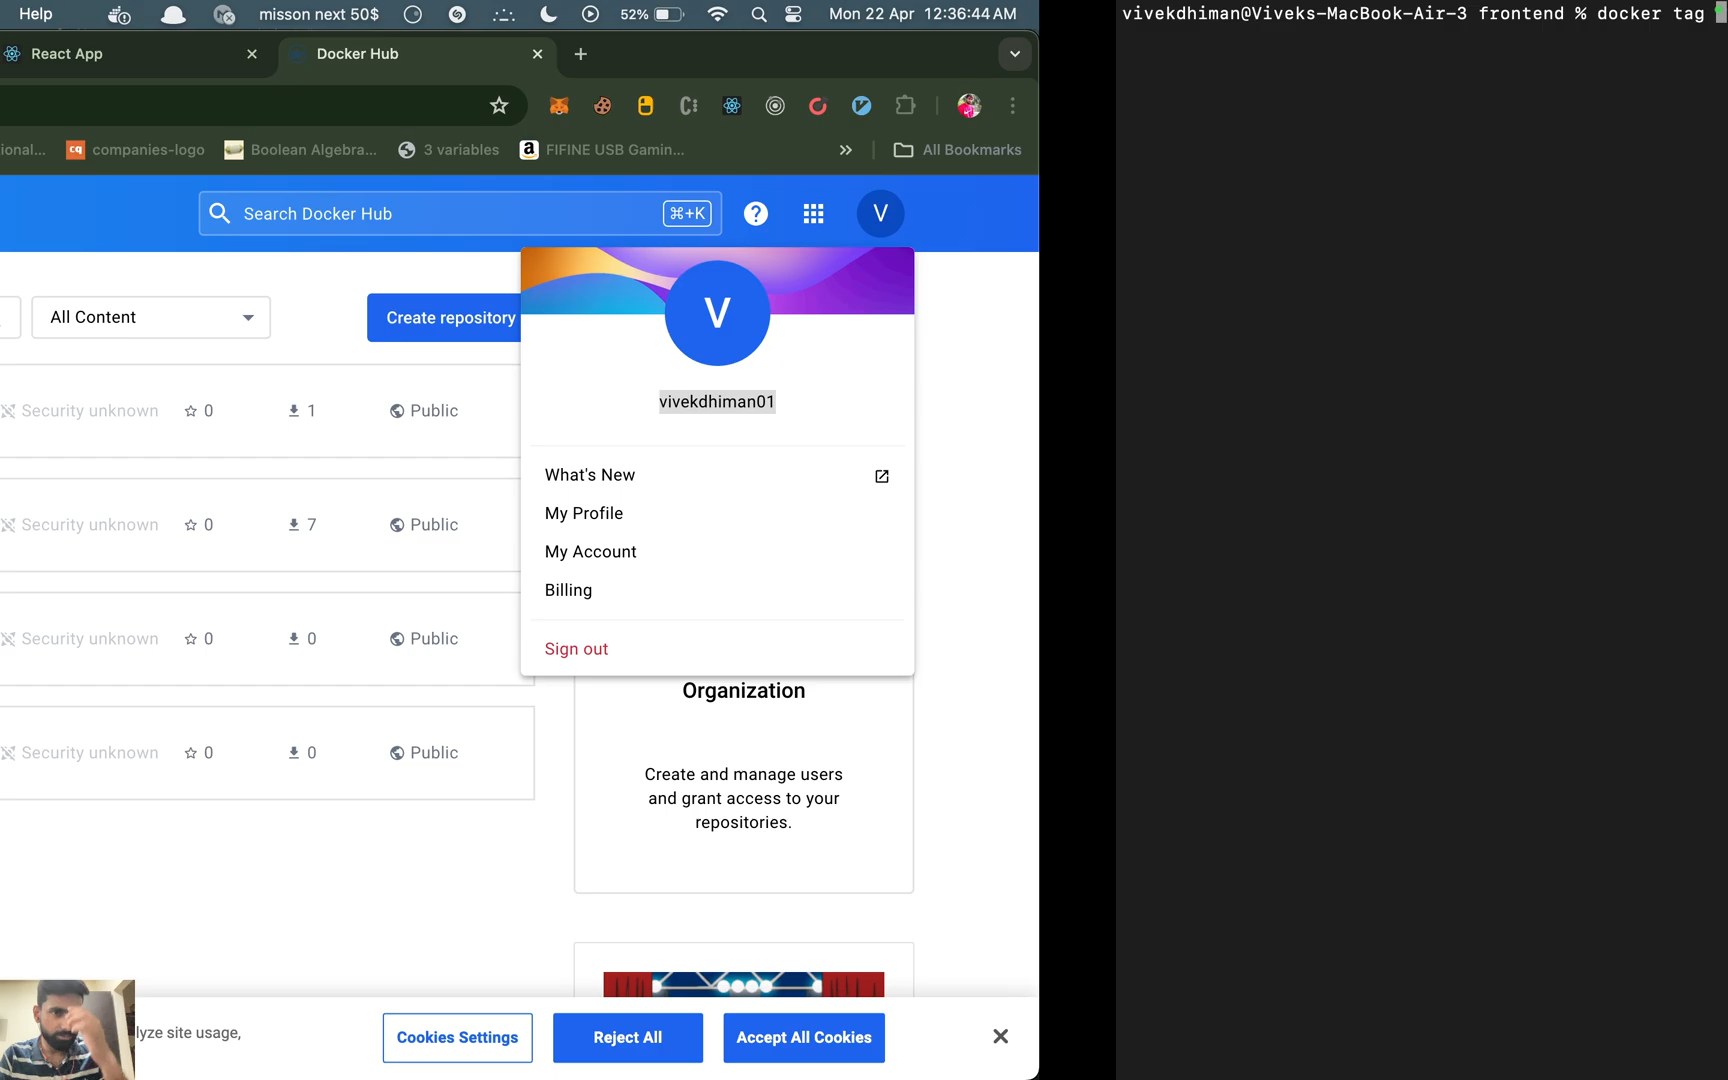 Help
misson next 50$
52%
Mon 22 Apr 12:36:44 AM
React App
Docker Hub
ional...
cq companies-logo
Boolean Algebra...
3 variables
a FIFINE USB Gamin...
All Bookmarks
Search Docker Hub
⌘+K
?
V
All Content
Create repository
V
vivekdhiman01
What's New
My Profile
My Account
Billing
Sign out
Security unknown 0 1 Public
Security unknown 0 7 Public
Security unknown 0 0 Public
Security unknown 0 0 Public
Organization
Create and manage users
and grant access to your
repositories.
lyze site usage,
Cookies Settings
Reject All
Accept All Cookies
vivekdhiman@Viveks-MacBook-Air-3 frontend % docker tag